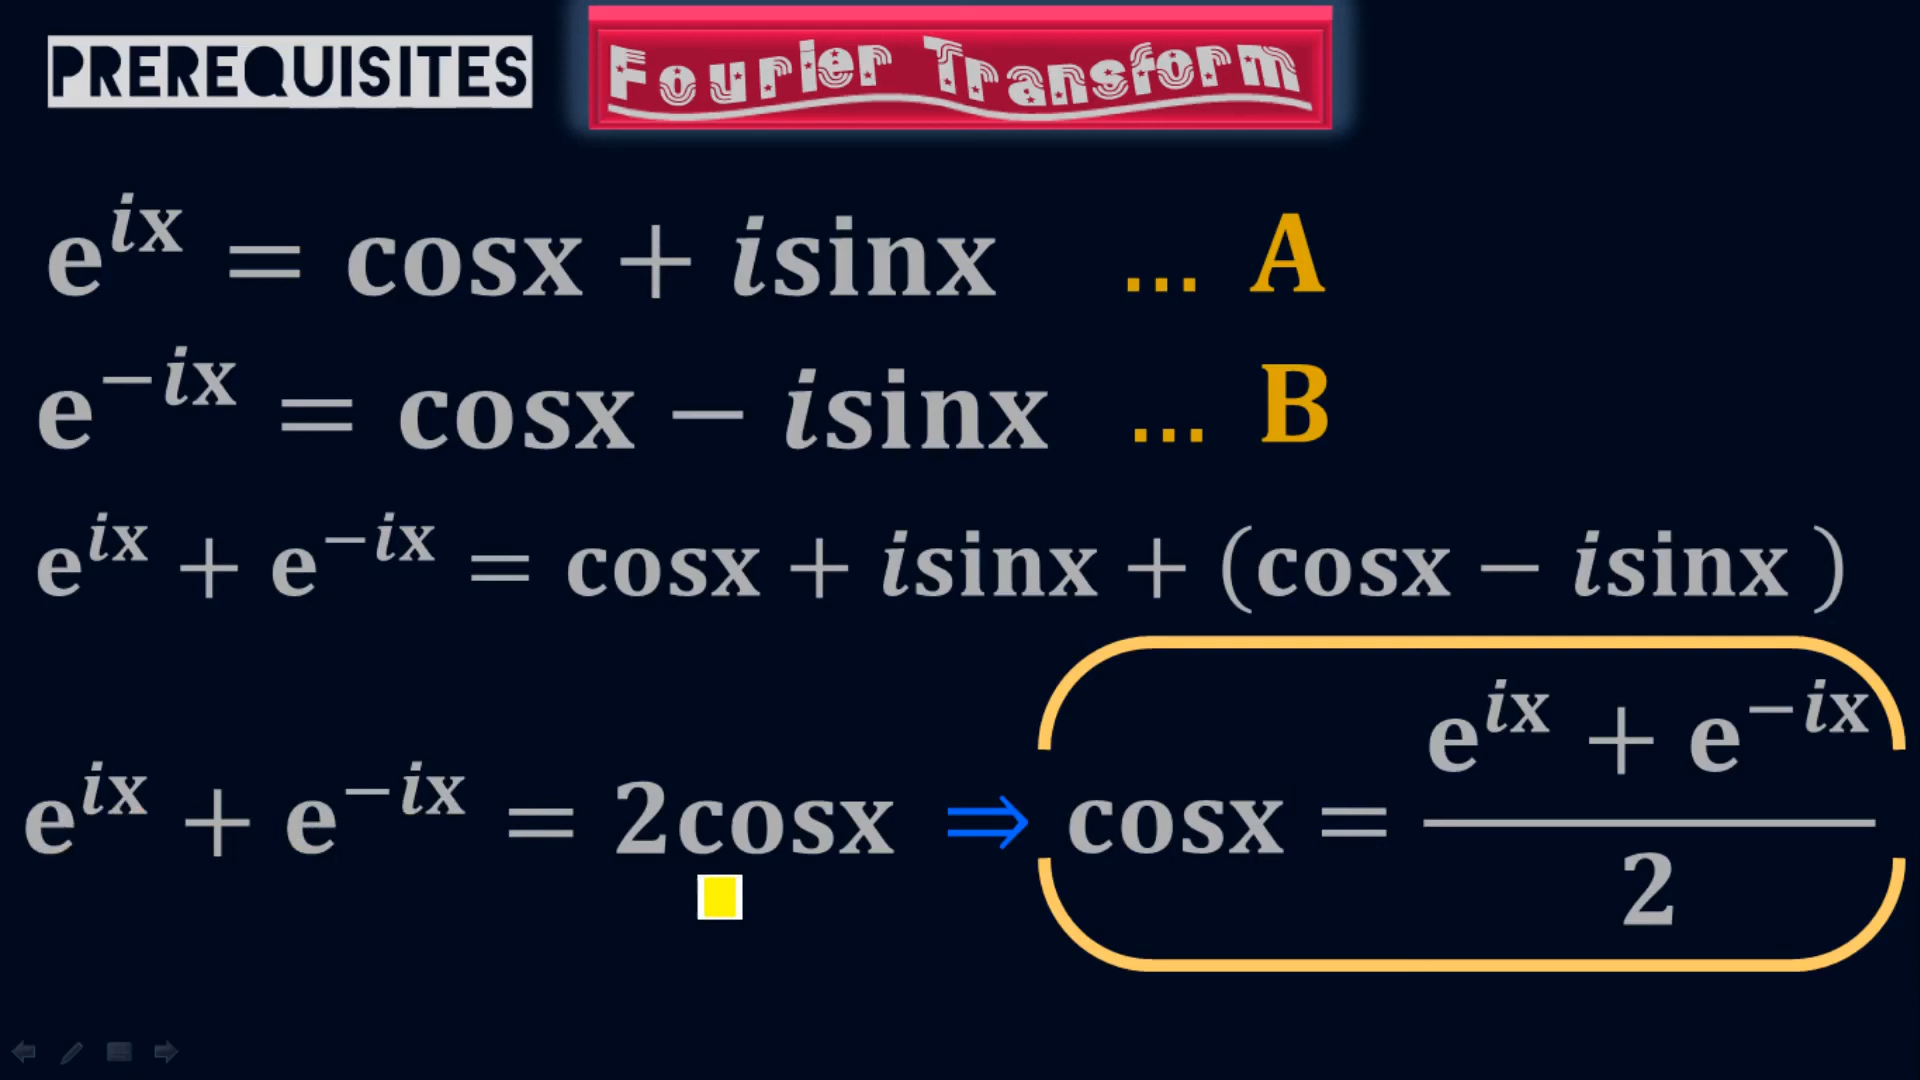 PREREQUISITES
Fourier Transform
e^{ix} = cosx + isinx ... A
e^{-ix} = cosx − isinx ... B
e^{ix} + e^{-ix} = cosx + isinx + (cosx − isinx )
e^{ix} + e^{-ix} = 2cosx ⇒ cosx = \frac{e^{ix} + e^{-ix}}{2}